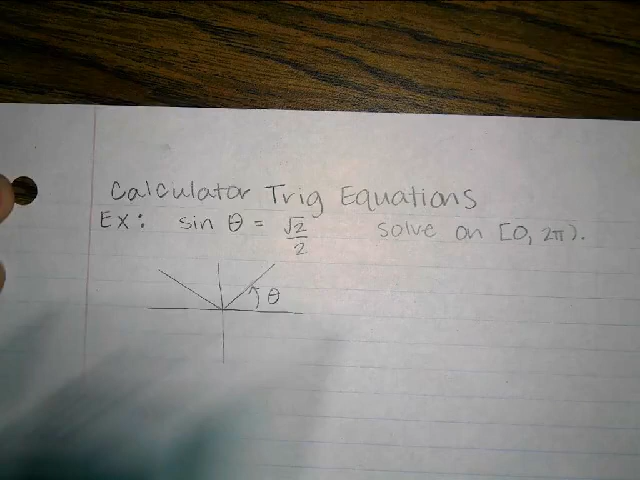 Calculator Trig Equations
Ex: sin θ = √2/2 solve on [0, 2π).
θ